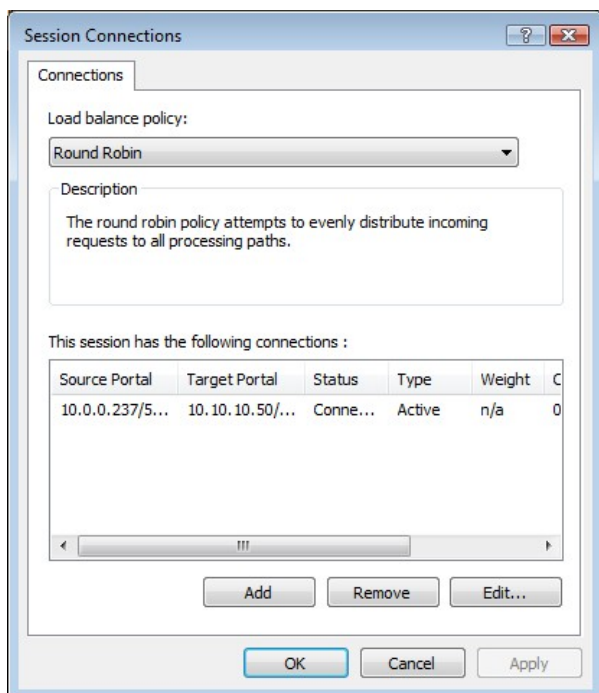 Session Connections
Connections
Load balance policy:
Round Robin
Description
The round robin policy attempts to evenly distribute incoming
requests to all processing paths.
This session has the following connections :
Source Portal Target Portal Status Type Weight C
10.0.0.237/5... 10.10.10.50/... Conne... Active n/a 0
Add Remove Edit...
OK Cancel Apply